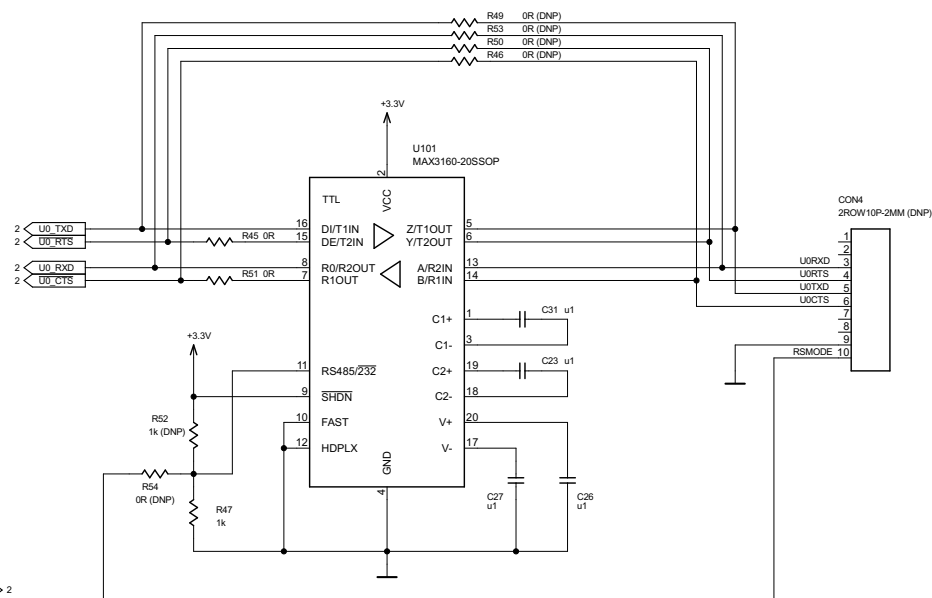 R49 0R (DNP)
R53 0R (DNP)
R50 0R (DNP)
R46 0R (DNP)
+3.3V
U101
MAX3160-20SSOP
2
VCC
TTL
CON4
2ROW10P-2MM (DNP)
2 U0_TXD
16 DI/T1IN
Z/T1OUT 5
2 U0_RTS
R45 0R
15 DE/T2IN
Y/T2OUT 6
2 U0_RXD
8 R0/R2OUT
A/R2IN 13
2 U0_CTS
R51 0R
7 R1OUT
B/R1IN 14
1
2
U0RXD 3
U0RTS 4
U0TXD 5
U0CTS 6
7
8
9
RSMODE 10
C1+ 1
C31 u1
C1- 3
+3.3V
11 RS485/232
C2+ 19
C23 u1
9 SHDN
C2- 18
R52
1k (DNP)
10 FAST
V+ 20
12 HDPLX
V- 17
GND
4
R54
0R (DNP)
R47
1k
C27
u1
C26
u1
2